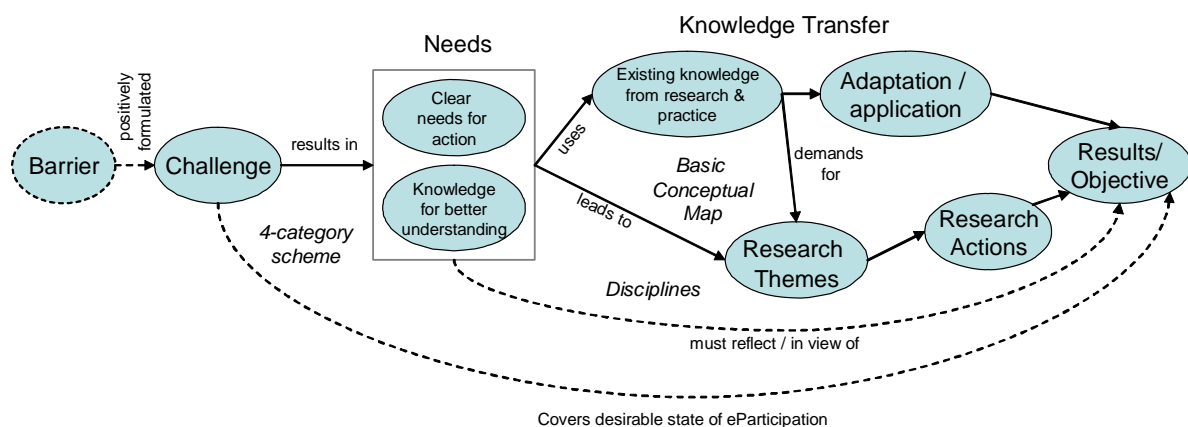 Knowledge Transfer
Needs
positively
formulated
Barrier
Challenge
results in
Clear
needs for
action
Knowledge
for better
understanding
uses
leads to
Existing knowledge
from research &
practice
Adaptation /
application
demands
for
Basic
Conceptual
Map
Research
Themes
Research
Actions
Results/
Objective
4-category
scheme
Disciplines
must reflect / in view of
Covers desirable state of eParticipation